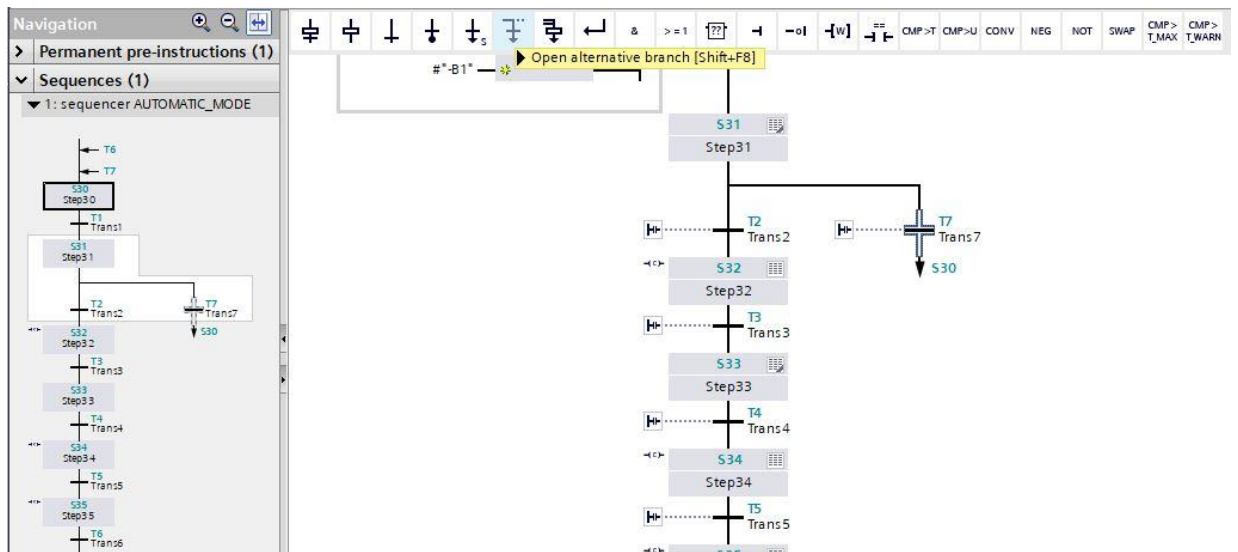 Navigation
Permanent pre-instructions (1)
Sequences (1)
1: sequencer AUTOMATIC_MODE
T6
T7
S30
Step30
T1
Trans1
S31
Step31
T2
Trans2
T7
Trans7
S30
S32
Step32
T3
Trans3
S33
Step33
T4
Trans4
S34
Step34
T5
Trans5
S35
Step35
T6
Trans6
S
&
>=1
[??]
[W]
==
CMP>T
CMP>U
CONV
NEG
NOT
SWAP
CMP>
T_MAX
CMP>
T_WARN
Open alternative branch [Shift+F8]
#"-B1"
S31
Step31
T2
Trans2
T7
Trans7
S30
(C)
S32
Step32
T3
Trans3
S33
Step33
T4
Trans4
(C)
S34
Step34
T5
Trans5